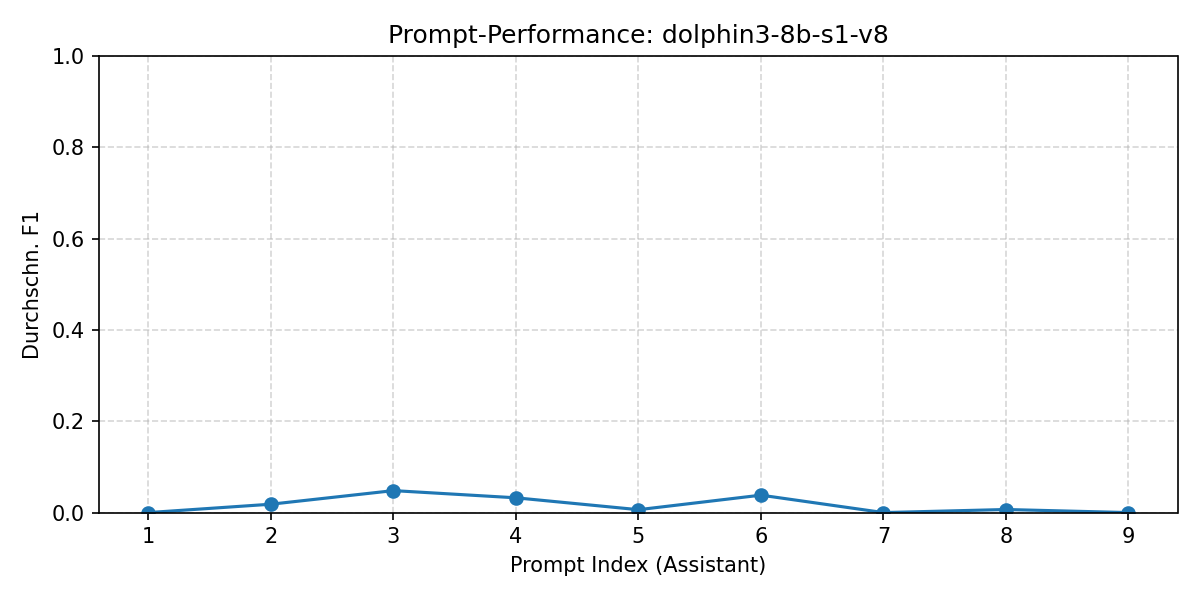 Prompt-Performance: dolphin3-8b-s1-v8
1.0
0.8
0.6
0.4
0.2
0.0
Durchschn. F1
1 2 3 4 5 6 7 8 9
Prompt Index (Assistant)